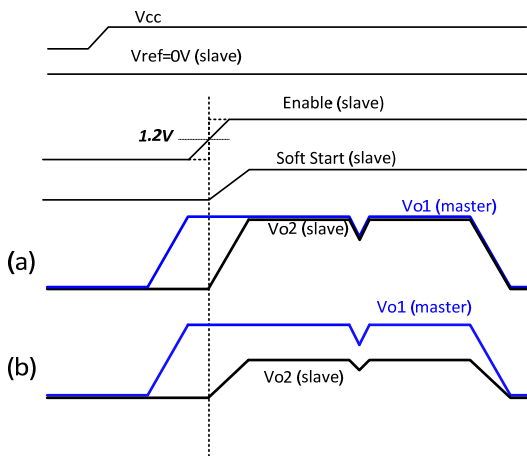 Vcc
Vref=0V (slave)
Enable (slave)
1.2V
Soft Start (slave)
Vo1 (master)
Vo2 (slave)
(a)
Vo1 (master)
(b)
Vo2 (slave)